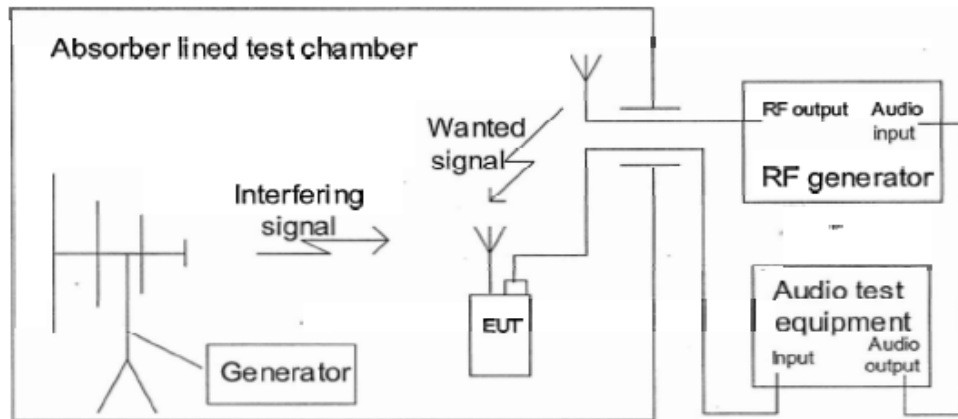 Absorber lined test chamber
Wanted
signal
Interfering
signal
EUT
Generator
RF output
Audio
input
RF generator
Audio test
equipment
Input
Audio
output